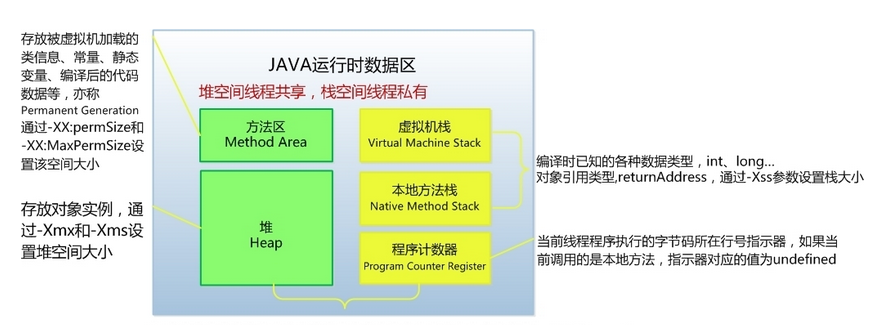 存放被虚拟机加载的
类信息、常量、静态
变量、编译后的代码
数据等，亦称
Permanent Generation
通过-XX:permSize和
-XX:MaxPermSize设
置该空间大小
存放对象实例，通
过-Xmx和-Xms设
置堆空间大小
JAVA运行时数据区
堆空间线程共享，栈空间线程私有
方法区
Method Area
堆
Heap
虚拟机栈
Virtual Machine Stack
本地方法栈
Native Method Stack
程序计数器
Program Counter Register
编译时已知的各种数据类型，int、long...
对象引用类型,returnAddress，通过-Xss参数设置栈大小
当前线程程序执行的字节码所在行号指示器，如果当
前调用的是本地方法，指示器对应的值为undefined